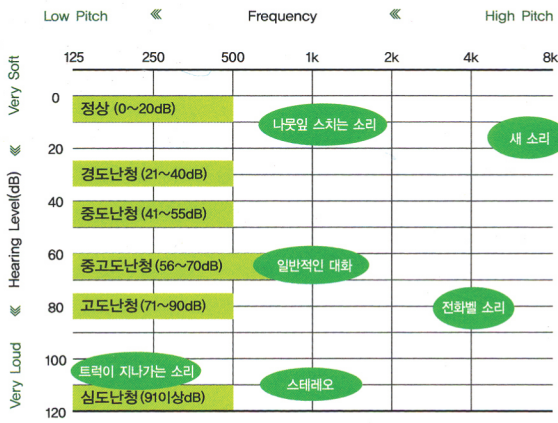 Low Pitch << Frequency << High Pitch
125 250 500 1k 2k 4k 8k
Very Soft << Hearing Level(dB) << Very Loud
0
정상 (0~20dB)
나뭇잎 스치는 소리
새 소리
20
경도난청 (21~40dB)
40
중도난청 (41~55dB)
60
중고도난청 (56~70dB)
일반적인 대화
80
고도난청 (71~90dB)
전화벨 소리
100
트럭이 지나가는 소리
스테레오
심도난청 (91이상dB)
120